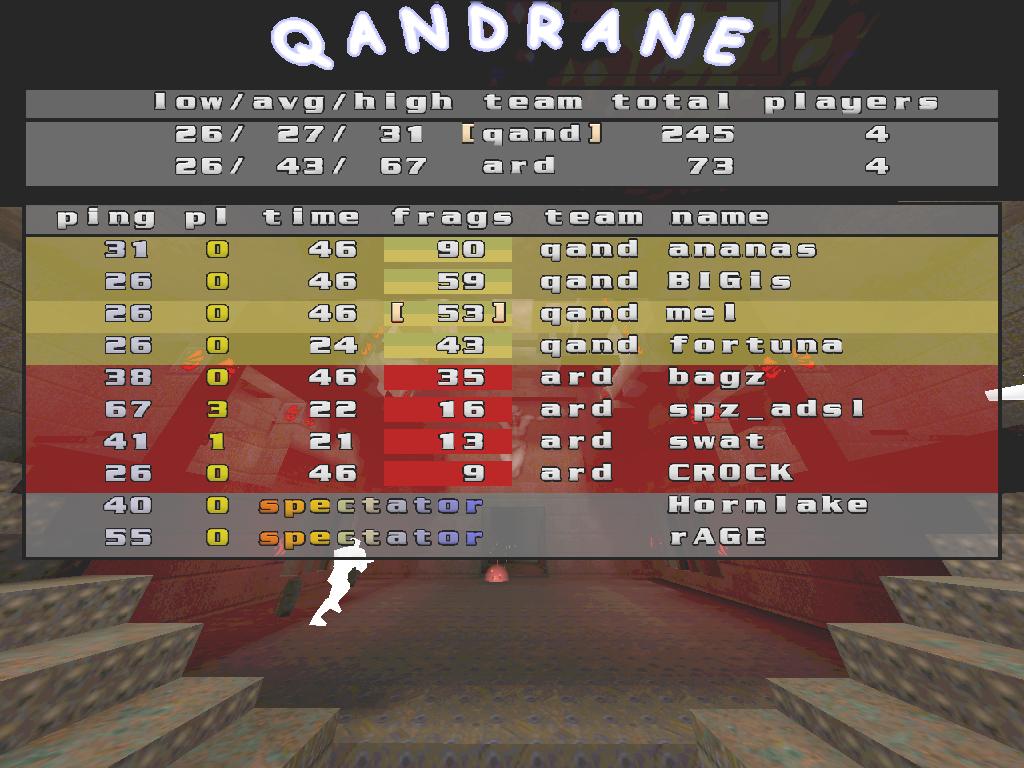 QANDRANE
low/avg/high team total players
26/ 27/ 31 [qand] 245 4
26/ 43/ 67 ard 73 4
ping pl time frags team name
31 0 46 90 qand ananas
26 0 46 59 qand BIGis
26 0 46 [ 53] qand mel
26 0 24 43 qand fortuna
38 0 46 35 ard bagz
67 3 22 16 ard spz_adsl
41 1 21 13 ard swat
26 0 46 9 ard CROCK
40 0 spectator Hornlake
55 0 spectator rAGE